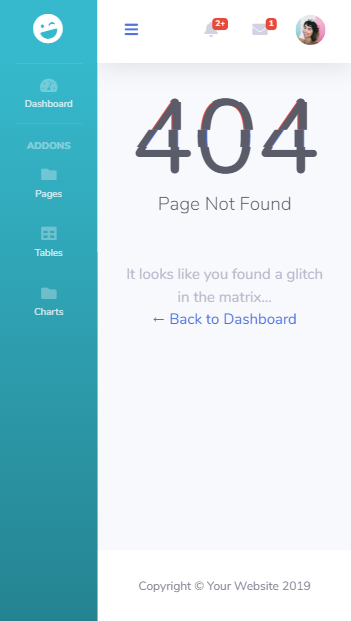 Dashboard
ADDONS
Pages
Tables
Charts
2+
1
404
Page Not Found
It looks like you found a glitch
in the matrix...
← Back to Dashboard
Copyright © Your Website 2019